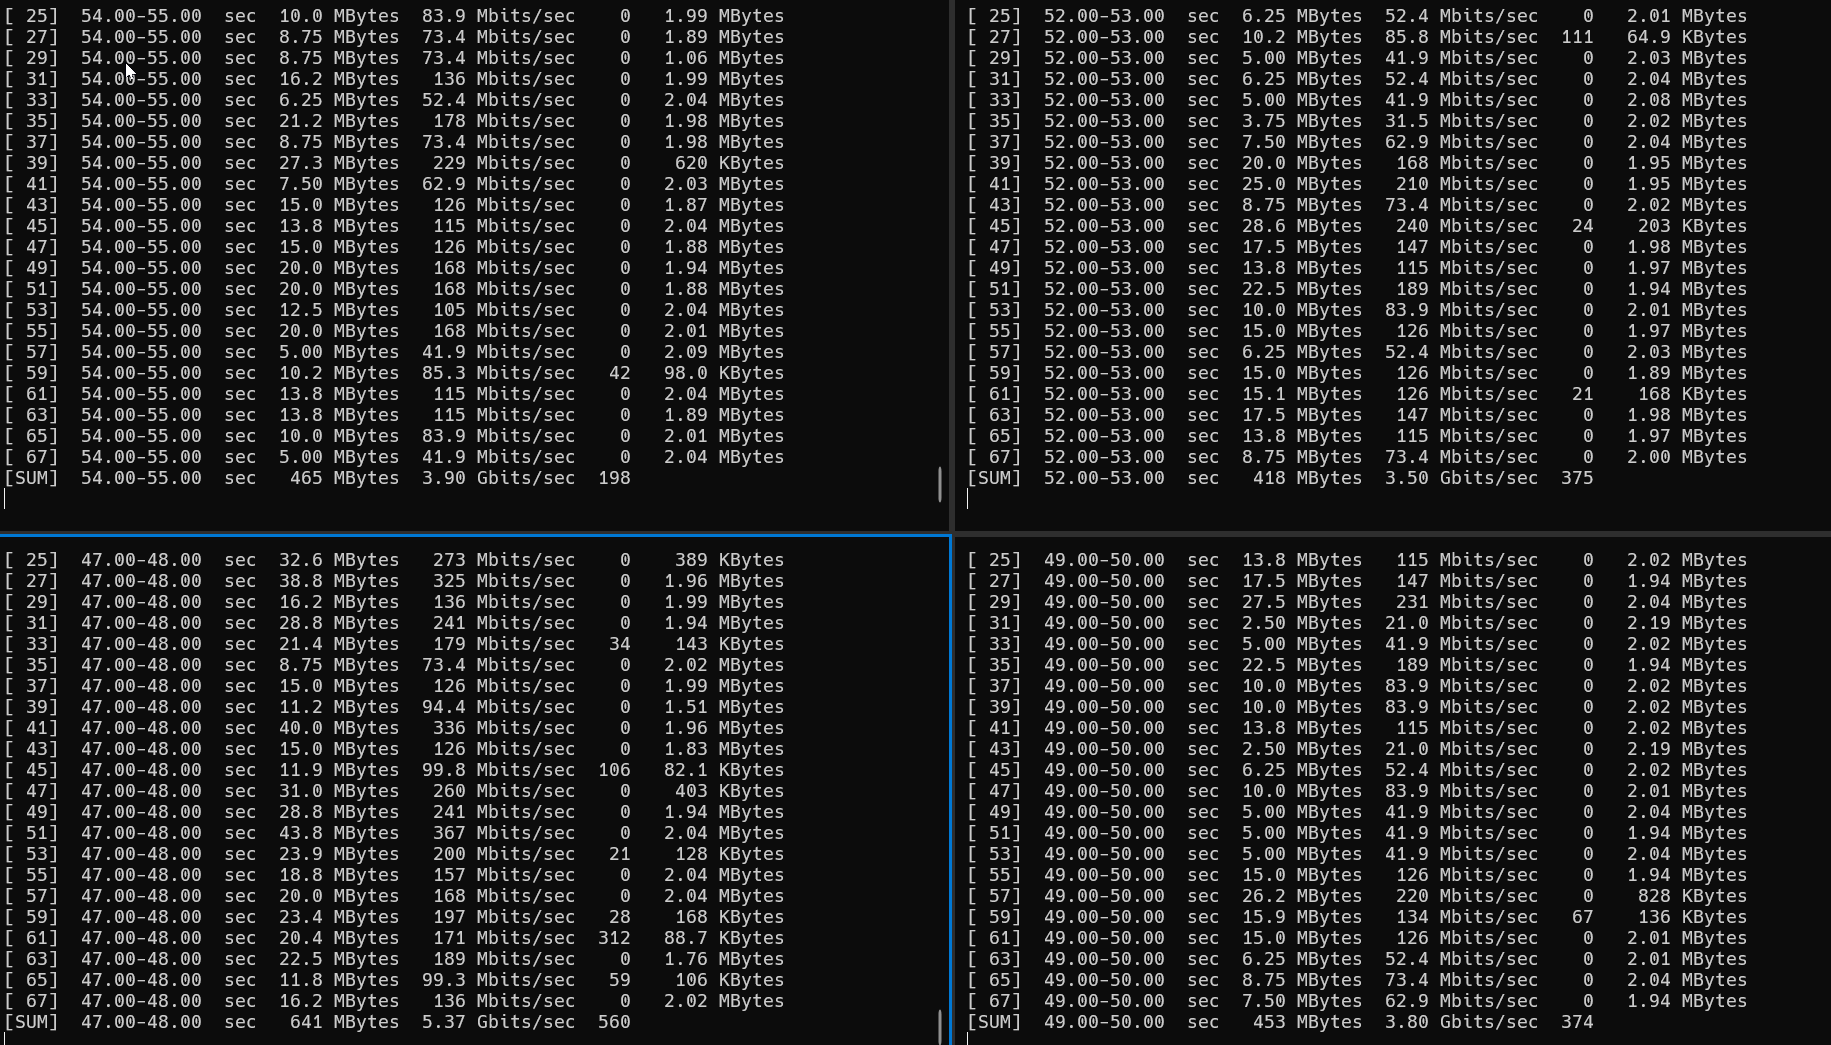 [ 25]  54.00-55.00  sec  10.0 MBytes  83.9 Mbits/sec    0   1.99 MBytes
[ 27]  54.00-55.00  sec  8.75 MBytes  73.4 Mbits/sec    0   1.89 MBytes
[ 29]  54.00-55.00  sec  8.75 MBytes  73.4 Mbits/sec    0   1.06 MBytes
[ 31]  54.00-55.00  sec  16.2 MBytes   136 Mbits/sec    0   1.99 MBytes
[ 33]  54.00-55.00  sec  6.25 MBytes  52.4 Mbits/sec    0   2.04 MBytes
[ 35]  54.00-55.00  sec  21.2 MBytes   178 Mbits/sec    0   1.98 MBytes
[ 37]  54.00-55.00  sec  8.75 MBytes  73.4 Mbits/sec    0   1.98 MBytes
[ 39]  54.00-55.00  sec  27.3 MBytes   229 Mbits/sec    0    620 KBytes
[ 41]  54.00-55.00  sec  7.50 MBytes  62.9 Mbits/sec    0   2.03 MBytes
[ 43]  54.00-55.00  sec  15.0 MBytes   126 Mbits/sec    0   1.87 MBytes
[ 45]  54.00-55.00  sec  13.8 MBytes   115 Mbits/sec    0   2.04 MBytes
[ 47]  54.00-55.00  sec  15.0 MBytes   126 Mbits/sec    0   1.88 MBytes
[ 49]  54.00-55.00  sec  20.0 MBytes   168 Mbits/sec    0   1.94 MBytes
[ 51]  54.00-55.00  sec  20.0 MBytes   168 Mbits/sec    0   1.88 MBytes
[ 53]  54.00-55.00  sec  12.5 MBytes   105 Mbits/sec    0   2.04 MBytes
[ 55]  54.00-55.00  sec  20.0 MBytes   168 Mbits/sec    0   2.01 MBytes
[ 57]  54.00-55.00  sec  5.00 MBytes  41.9 Mbits/sec    0   2.09 MBytes
[ 59]  54.00-55.00  sec  10.2 MBytes  85.3 Mbits/sec   42   98.0 KBytes
[ 61]  54.00-55.00  sec  13.8 MBytes   115 Mbits/sec    0   2.04 MBytes
[ 63]  54.00-55.00  sec  13.8 MBytes   115 Mbits/sec    0   1.89 MBytes
[ 65]  54.00-55.00  sec  10.0 MBytes  83.9 Mbits/sec    0   2.01 MBytes
[ 67]  54.00-55.00  sec  5.00 MBytes  41.9 Mbits/sec    0   2.04 MBytes
[SUM]  54.00-55.00  sec   465 MBytes  3.90 Gbits/sec  198
[ 25]  52.00-53.00  sec  6.25 MBytes  52.4 Mbits/sec    0   2.01 MBytes
[ 27]  52.00-53.00  sec  10.2 MBytes  85.8 Mbits/sec  111   64.9 KBytes
[ 29]  52.00-53.00  sec  5.00 MBytes  41.9 Mbits/sec    0   2.03 MBytes
[ 31]  52.00-53.00  sec  6.25 MBytes  52.4 Mbits/sec    0   2.04 MBytes
[ 33]  52.00-53.00  sec  5.00 MBytes  41.9 Mbits/sec    0   2.08 MBytes
[ 35]  52.00-53.00  sec  3.75 MBytes  31.5 Mbits/sec    0   2.02 MBytes
[ 37]  52.00-53.00  sec  7.50 MBytes  62.9 Mbits/sec    0   2.04 MBytes
[ 39]  52.00-53.00  sec  20.0 MBytes   168 Mbits/sec    0   1.95 MBytes
[ 41]  52.00-53.00  sec  25.0 MBytes   210 Mbits/sec    0   1.95 MBytes
[ 43]  52.00-53.00  sec  8.75 MBytes  73.4 Mbits/sec    0   2.02 MBytes
[ 45]  52.00-53.00  sec  28.6 MBytes   240 Mbits/sec   24    203 KBytes
[ 47]  52.00-53.00  sec  17.5 MBytes   147 Mbits/sec    0   1.98 MBytes
[ 49]  52.00-53.00  sec  13.8 MBytes   115 Mbits/sec    0   1.97 MBytes
[ 51]  52.00-53.00  sec  22.5 MBytes   189 Mbits/sec    0   1.94 MBytes
[ 53]  52.00-53.00  sec  10.0 MBytes  83.9 Mbits/sec    0   2.01 MBytes
[ 55]  52.00-53.00  sec  15.0 MBytes   126 Mbits/sec    0   1.97 MBytes
[ 57]  52.00-53.00  sec  6.25 MBytes  52.4 Mbits/sec    0   2.03 MBytes
[ 59]  52.00-53.00  sec  15.0 MBytes   126 Mbits/sec    0   1.89 MBytes
[ 61]  52.00-53.00  sec  15.1 MBytes   126 Mbits/sec   21    168 KBytes
[ 63]  52.00-53.00  sec  17.5 MBytes   147 Mbits/sec    0   1.98 MBytes
[ 65]  52.00-53.00  sec  13.8 MBytes   115 Mbits/sec    0   1.97 MBytes
[ 67]  52.00-53.00  sec  8.75 MBytes  73.4 Mbits/sec    0   2.00 MBytes
[SUM]  52.00-53.00  sec   418 MBytes  3.50 Gbits/sec  375
[ 25]  47.00-48.00  sec  32.6 MBytes   273 Mbits/sec    0    389 KBytes
[ 27]  47.00-48.00  sec  38.8 MBytes   325 Mbits/sec    0   1.96 MBytes
[ 29]  47.00-48.00  sec  16.2 MBytes   136 Mbits/sec    0   1.99 MBytes
[ 31]  47.00-48.00  sec  28.8 MBytes   241 Mbits/sec    0   1.94 MBytes
[ 33]  47.00-48.00  sec  21.4 MBytes   179 Mbits/sec   34    143 KBytes
[ 35]  47.00-48.00  sec  8.75 MBytes  73.4 Mbits/sec    0   2.02 MBytes
[ 37]  47.00-48.00  sec  15.0 MBytes   126 Mbits/sec    0   1.99 MBytes
[ 39]  47.00-48.00  sec  11.2 MBytes  94.4 Mbits/sec    0   1.51 MBytes
[ 41]  47.00-48.00  sec  40.0 MBytes   336 Mbits/sec    0   1.96 MBytes
[ 43]  47.00-48.00  sec  15.0 MBytes   126 Mbits/sec    0   1.83 MBytes
[ 45]  47.00-48.00  sec  11.9 MBytes  99.8 Mbits/sec  106   82.1 KBytes
[ 47]  47.00-48.00  sec  31.0 MBytes   260 Mbits/sec    0    403 KBytes
[ 49]  47.00-48.00  sec  28.8 MBytes   241 Mbits/sec    0   1.94 MBytes
[ 51]  47.00-48.00  sec  43.8 MBytes   367 Mbits/sec    0   2.04 MBytes
[ 53]  47.00-48.00  sec  23.9 MBytes   200 Mbits/sec   21    128 KBytes
[ 55]  47.00-48.00  sec  18.8 MBytes   157 Mbits/sec    0   2.04 MBytes
[ 57]  47.00-48.00  sec  20.0 MBytes   168 Mbits/sec    0   2.04 MBytes
[ 59]  47.00-48.00  sec  23.4 MBytes   197 Mbits/sec   28    168 KBytes
[ 61]  47.00-48.00  sec  20.4 MBytes   171 Mbits/sec  312   88.7 KBytes
[ 63]  47.00-48.00  sec  22.5 MBytes   189 Mbits/sec    0   1.76 MBytes
[ 65]  47.00-48.00  sec  11.8 MBytes  99.3 Mbits/sec   59    106 KBytes
[ 67]  47.00-48.00  sec  16.2 MBytes   136 Mbits/sec    0   2.02 MBytes
[SUM]  47.00-48.00  sec   641 MBytes  5.37 Gbits/sec  560
[ 25]  49.00-50.00  sec  13.8 MBytes   115 Mbits/sec    0   2.02 MBytes
[ 27]  49.00-50.00  sec  17.5 MBytes   147 Mbits/sec    0   1.94 MBytes
[ 29]  49.00-50.00  sec  27.5 MBytes   231 Mbits/sec    0   2.04 MBytes
[ 31]  49.00-50.00  sec  2.50 MBytes  21.0 Mbits/sec    0   2.19 MBytes
[ 33]  49.00-50.00  sec  5.00 MBytes  41.9 Mbits/sec    0   2.02 MBytes
[ 35]  49.00-50.00  sec  22.5 MBytes   189 Mbits/sec    0   1.94 MBytes
[ 37]  49.00-50.00  sec  10.0 MBytes  83.9 Mbits/sec    0   2.02 MBytes
[ 39]  49.00-50.00  sec  10.0 MBytes  83.9 Mbits/sec    0   2.02 MBytes
[ 41]  49.00-50.00  sec  13.8 MBytes   115 Mbits/sec    0   2.02 MBytes
[ 43]  49.00-50.00  sec  2.50 MBytes  21.0 Mbits/sec    0   2.19 MBytes
[ 45]  49.00-50.00  sec  6.25 MBytes  52.4 Mbits/sec    0   2.02 MBytes
[ 47]  49.00-50.00  sec  10.0 MBytes  83.9 Mbits/sec    0   2.01 MBytes
[ 49]  49.00-50.00  sec  5.00 MBytes  41.9 Mbits/sec    0   2.04 MBytes
[ 51]  49.00-50.00  sec  5.00 MBytes  41.9 Mbits/sec    0   1.94 MBytes
[ 53]  49.00-50.00  sec  5.00 MBytes  41.9 Mbits/sec    0   2.04 MBytes
[ 55]  49.00-50.00  sec  15.0 MBytes   126 Mbits/sec    0   1.94 MBytes
[ 57]  49.00-50.00  sec  26.2 MBytes   220 Mbits/sec    0    828 KBytes
[ 59]  49.00-50.00  sec  15.9 MBytes   134 Mbits/sec   67    136 KBytes
[ 61]  49.00-50.00  sec  15.0 MBytes   126 Mbits/sec    0   2.01 MBytes
[ 63]  49.00-50.00  sec  6.25 MBytes  52.4 Mbits/sec    0   2.01 MBytes
[ 65]  49.00-50.00  sec  8.75 MBytes  73.4 Mbits/sec    0   2.04 MBytes
[ 67]  49.00-50.00  sec  7.50 MBytes  62.9 Mbits/sec    0   1.94 MBytes
[SUM]  49.00-50.00  sec   453 MBytes  3.80 Gbits/sec  374